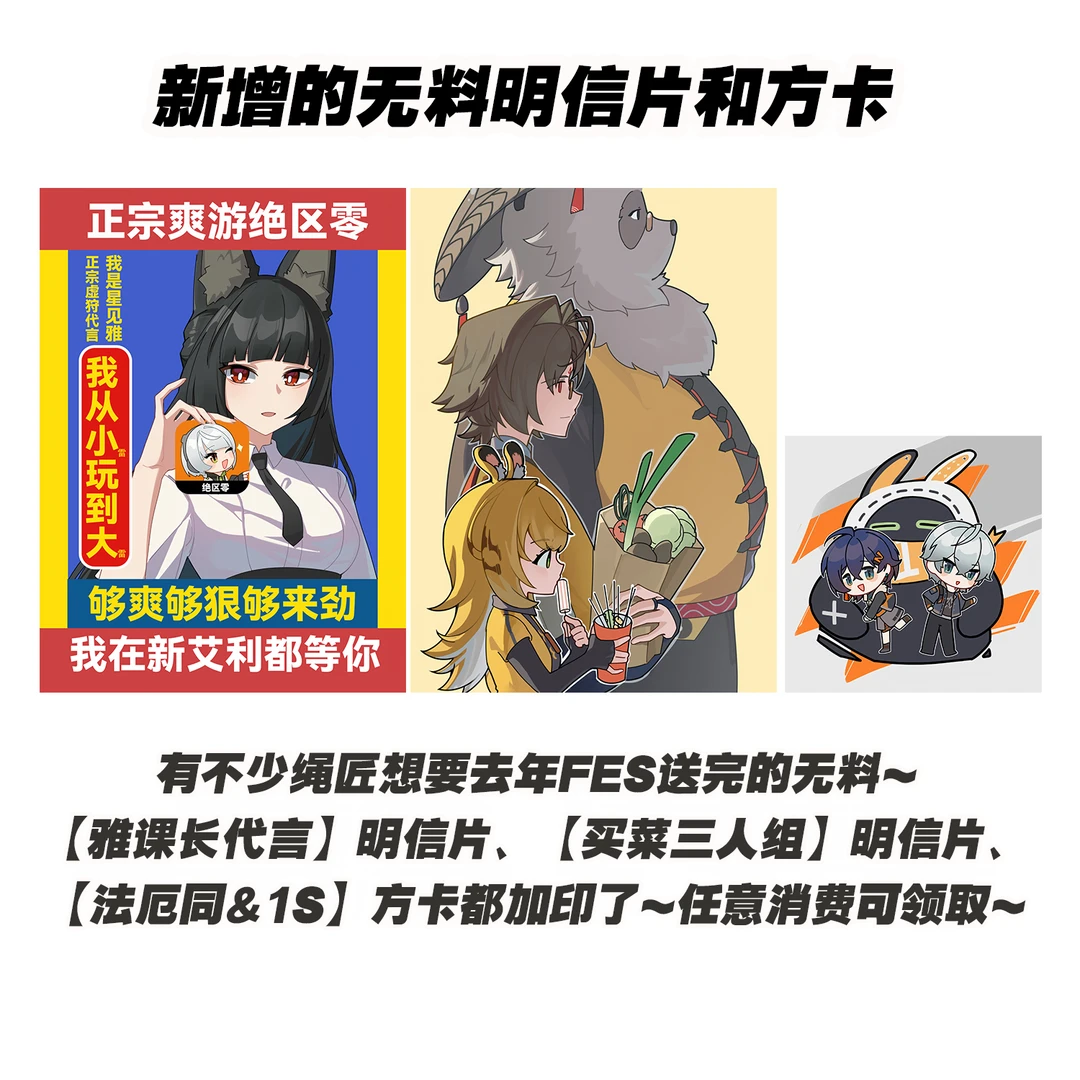 新增的无料明信片和方卡
正宗爽游绝区零
我是星见雅
正宗虚狩代言
我从小玩到大
雷
雷
绝区零
够爽够狠够来劲
我在新艾利都等你
有不少绳匠想要去年FES送完的无料~
【雅课长代言】明信片、【买菜三人组】明信片、
【法厄同&1S】方卡都加印了~任意消费可领取~